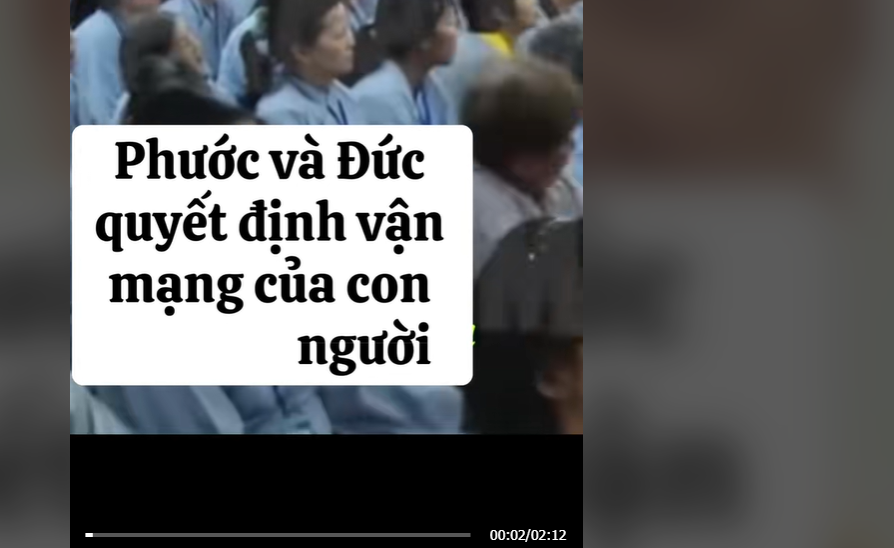 Phước và Đức
quyết định vận
mạng của con
người
00:02/02:12